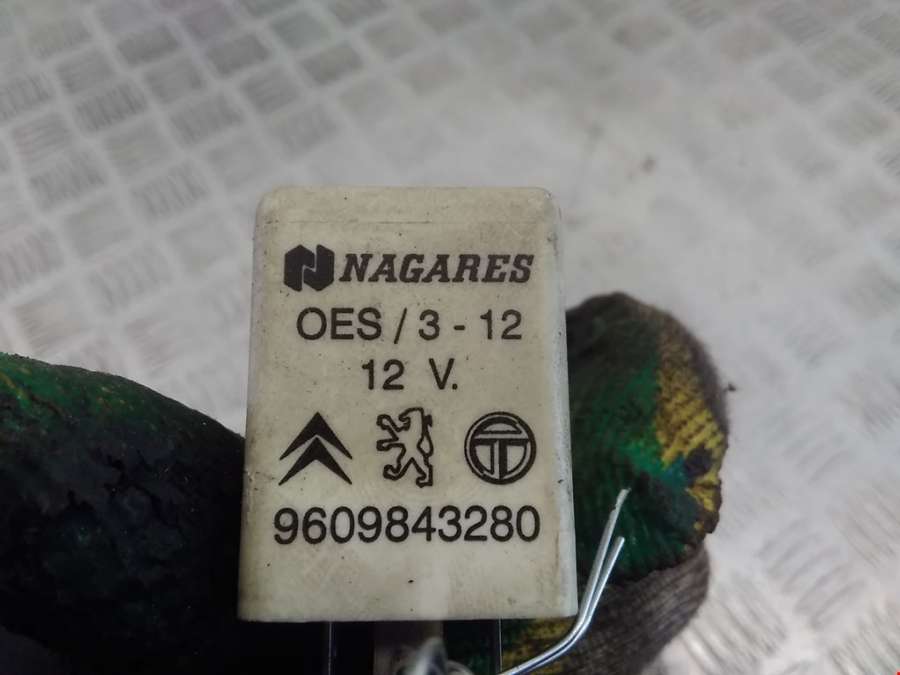 NAGARES
OES / 3 - 12
12 V.
9609843280